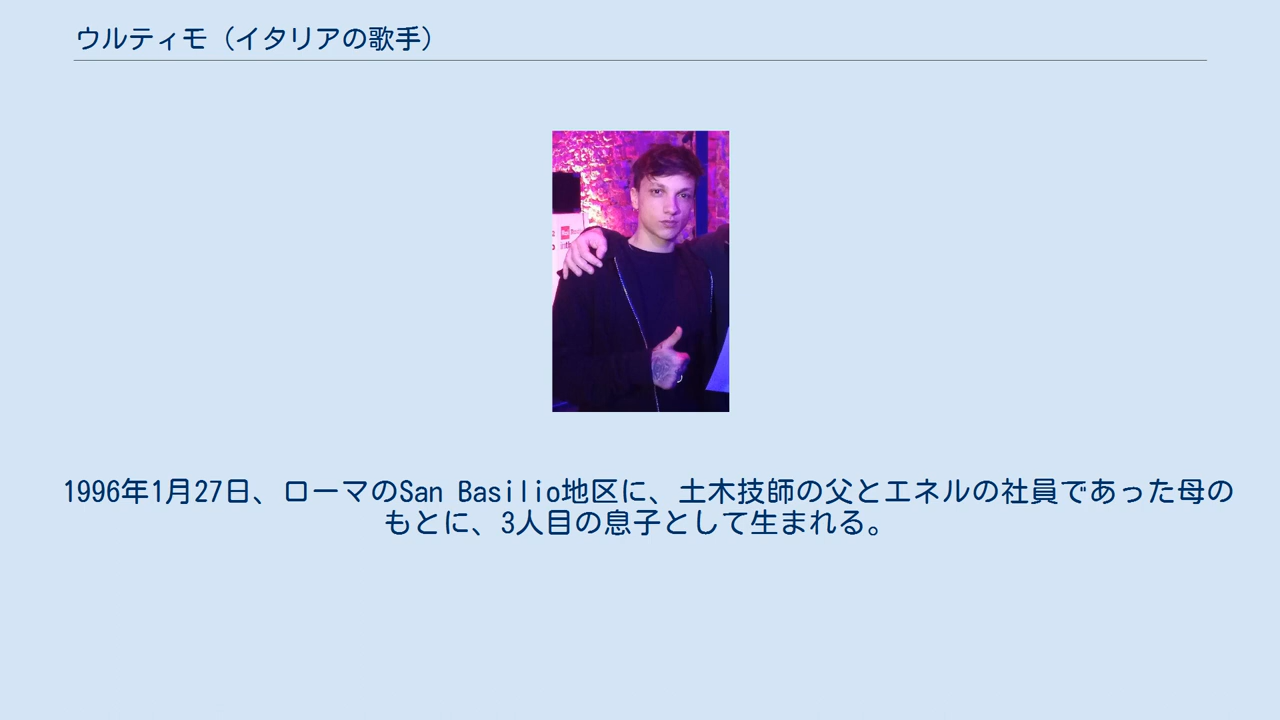 ウルティモ（イタリアの歌手）
1996年1月27日、ローマのSan Basilio地区に、土木技師の父とエネルの社員であった母の
もとに、3人目の息子として生まれる。